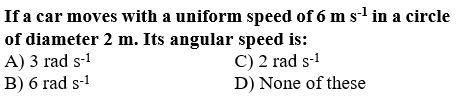 If a car moves with a uniform speed of 6 m s⁻¹ in a circle
of diameter 2 m. Its angular speed is:
A) 3 rad s⁻¹ C) 2 rad s⁻¹
B) 6 rad s⁻¹ D) None of these